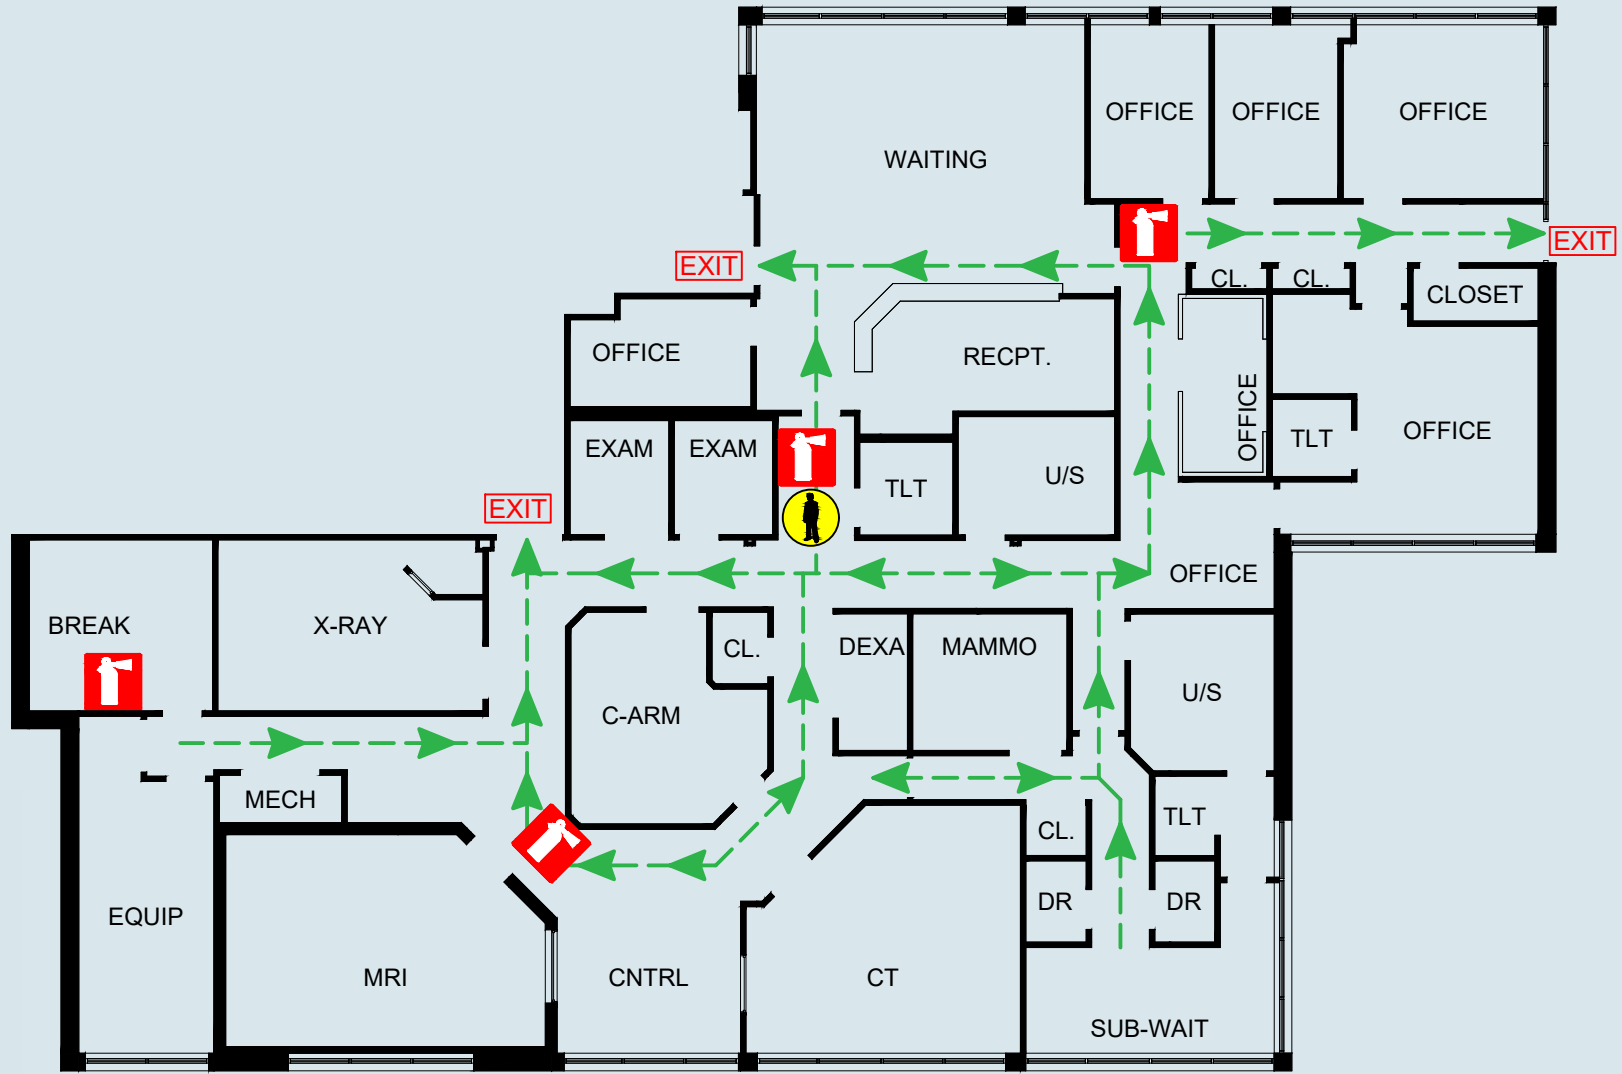 OFFICE
OFFICE
OFFICE
WAITING
EXIT
EXIT
CL.
CL.
CLOSET
OFFICE
RECPT.
OFFICE
TLT
OFFICE
EXAM
EXAM
TLT
U/S
EXIT
OFFICE
BREAK
X-RAY
CL.
DEXA
MAMMO
U/S
C-ARM
MECH
CL.
TLT
DR
DR
EQUIP
MRI
CNTRL
CT
SUB-WAIT